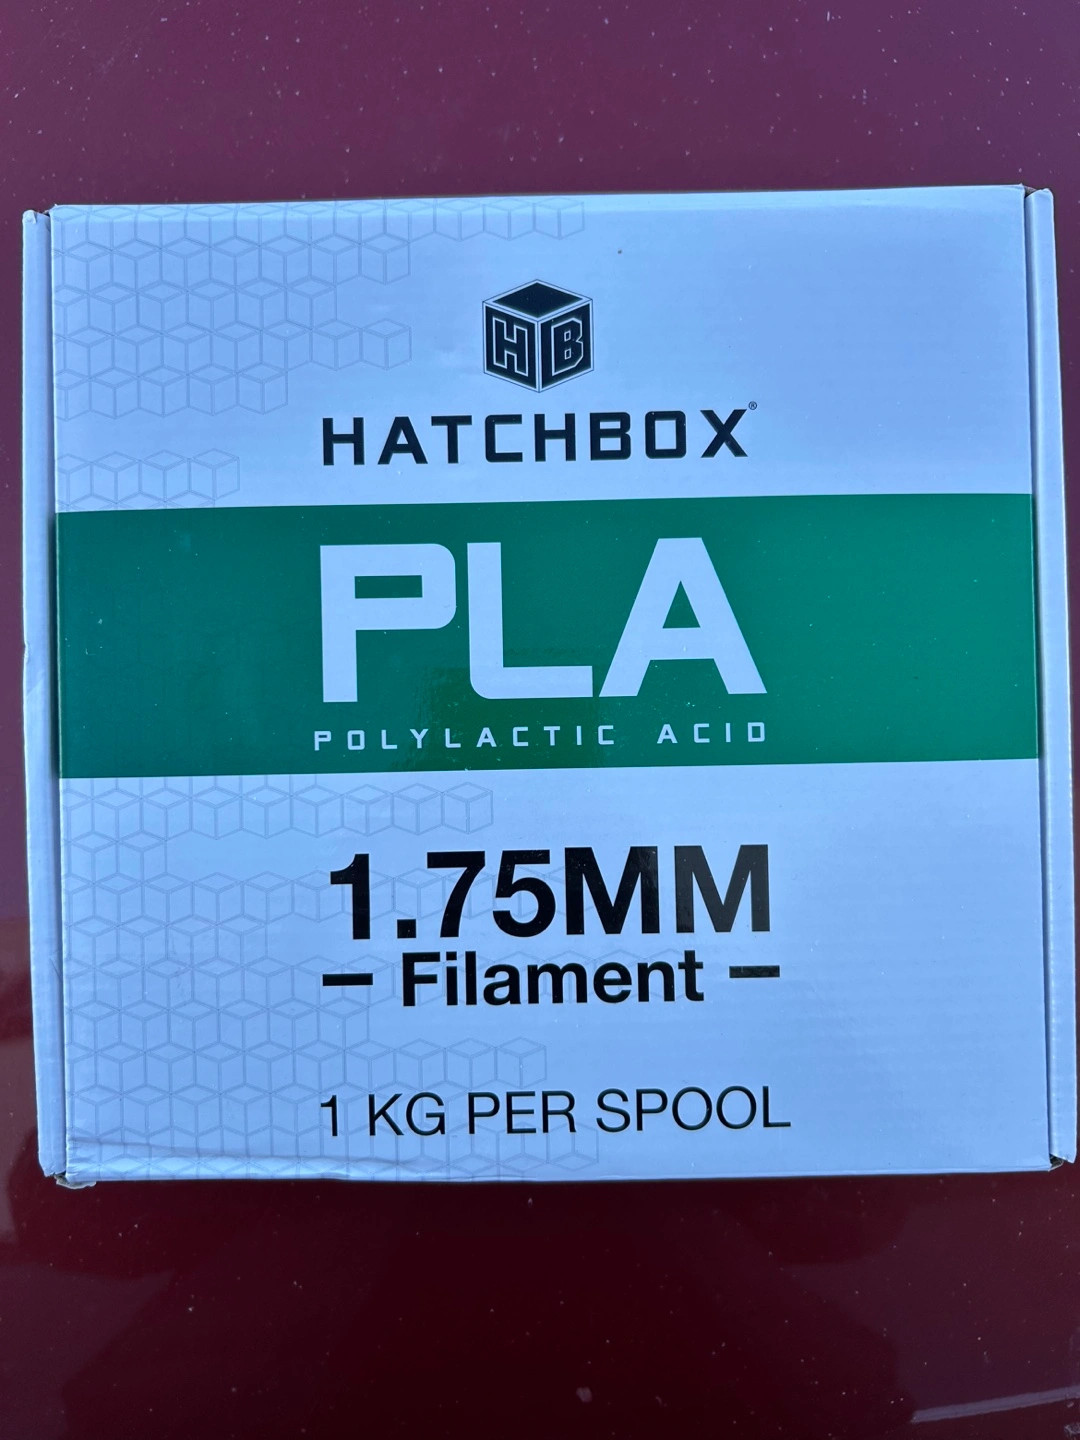 HB
HATCHBOX®
PLA
POLYLACTIC ACID
1.75MM
– Filament –
1 KG PER SPOOL